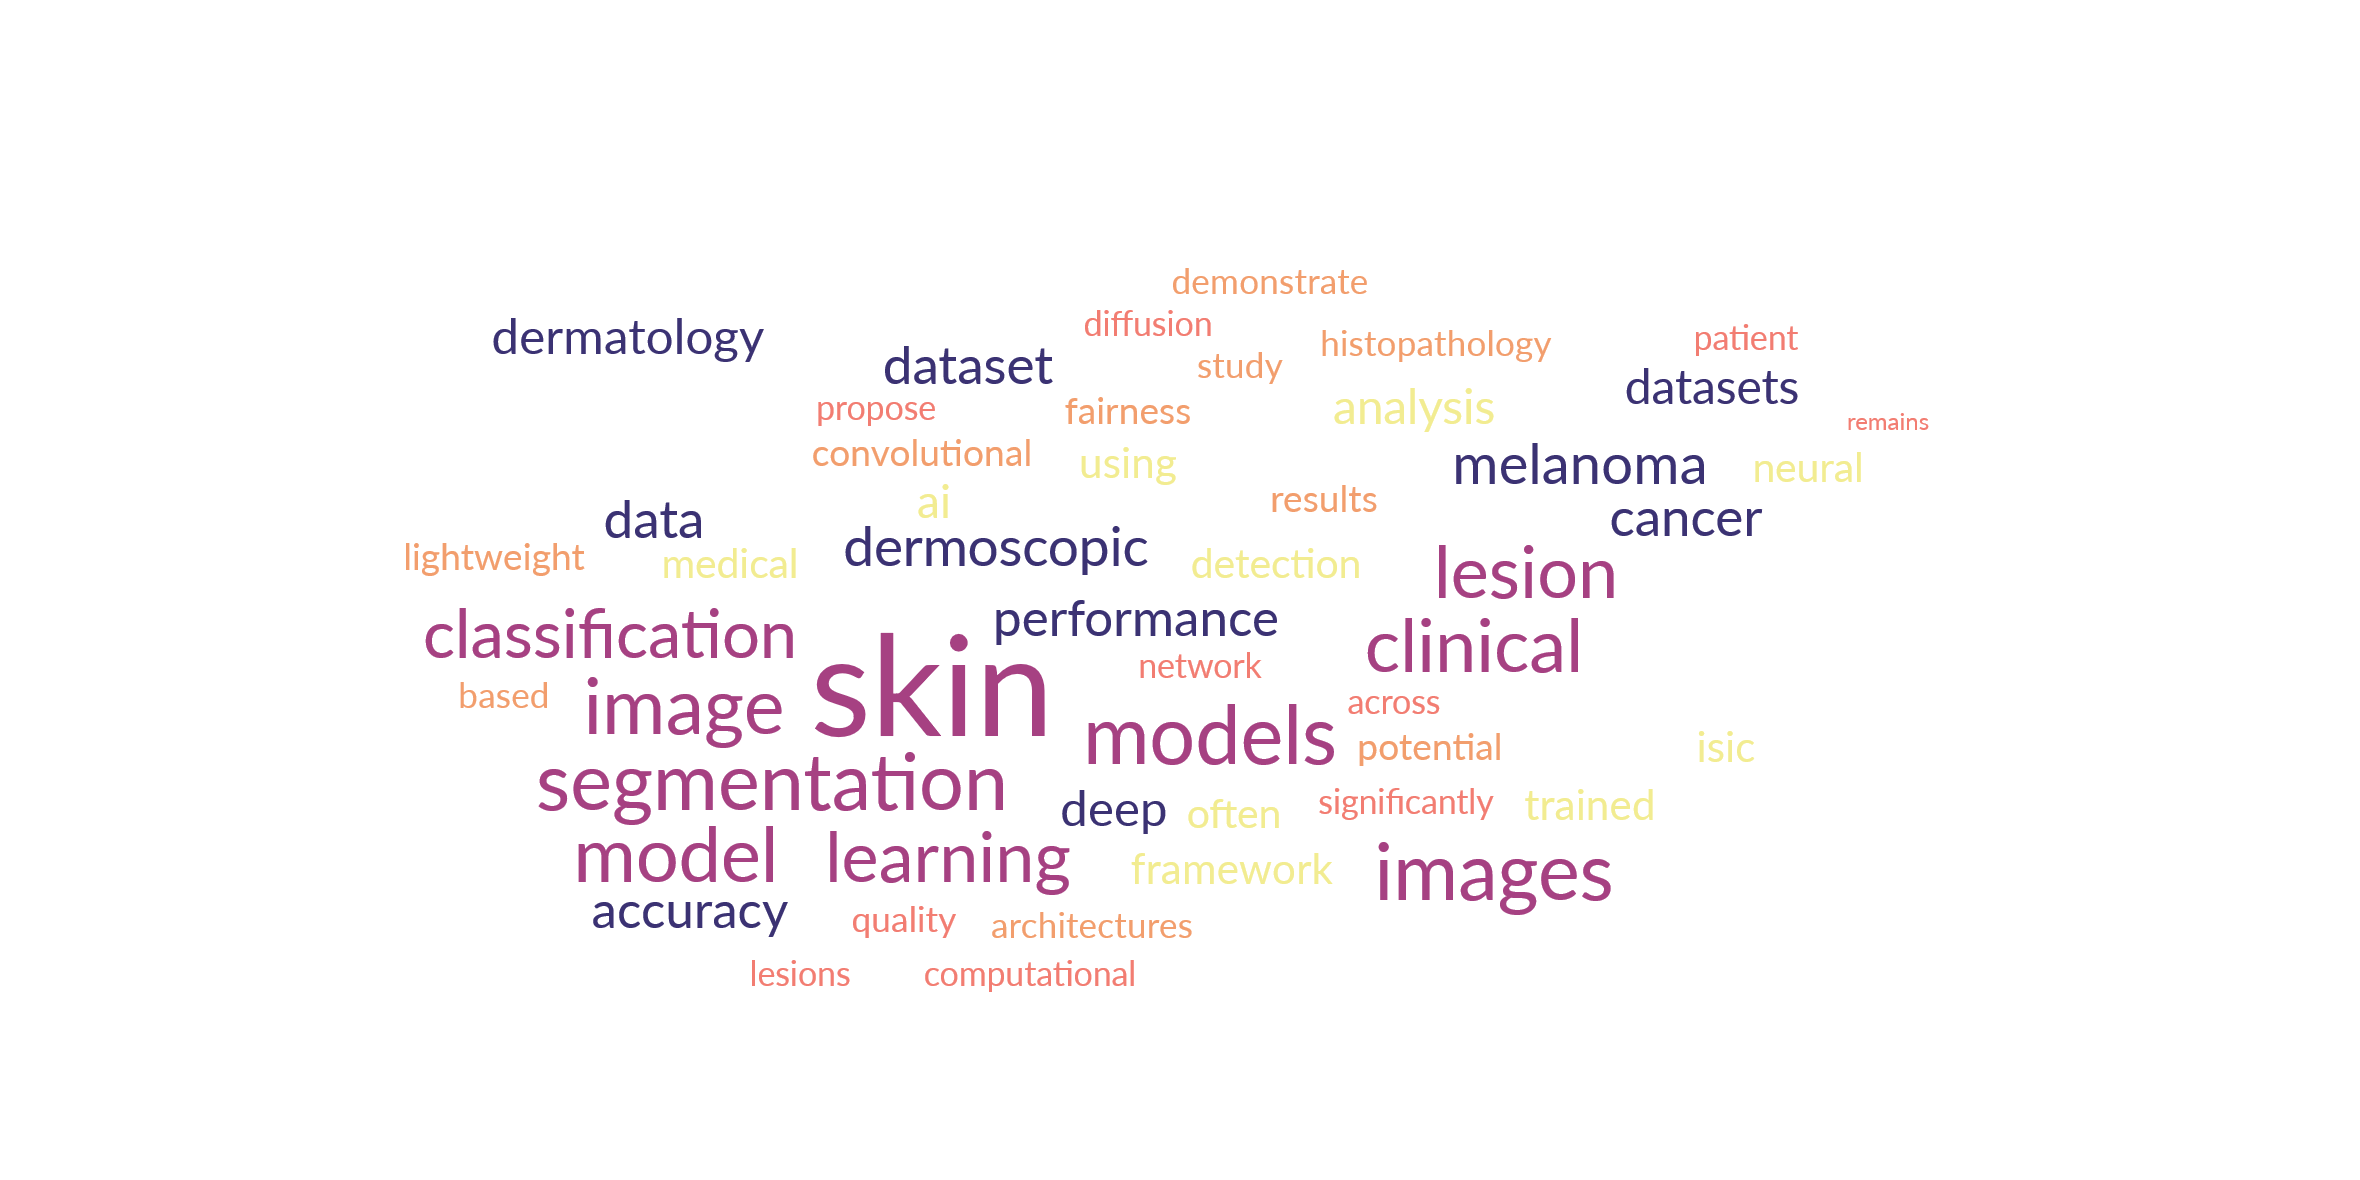 demonstrate
diffusion
dermatology
histopathology
patient
dataset
study
datasets
propose
fairness
analysis
remains
convolutional
using
melanoma
neural
ai
results
data
cancer
dermoscopic
lightweight
medical
detection
lesion
performance
classification
skin
clinical
network
based
image
across
models
potential
isic
segmentation
deep
often
significantly
trained
model
learning
framework
images
accuracy
quality
architectures
lesions
computational